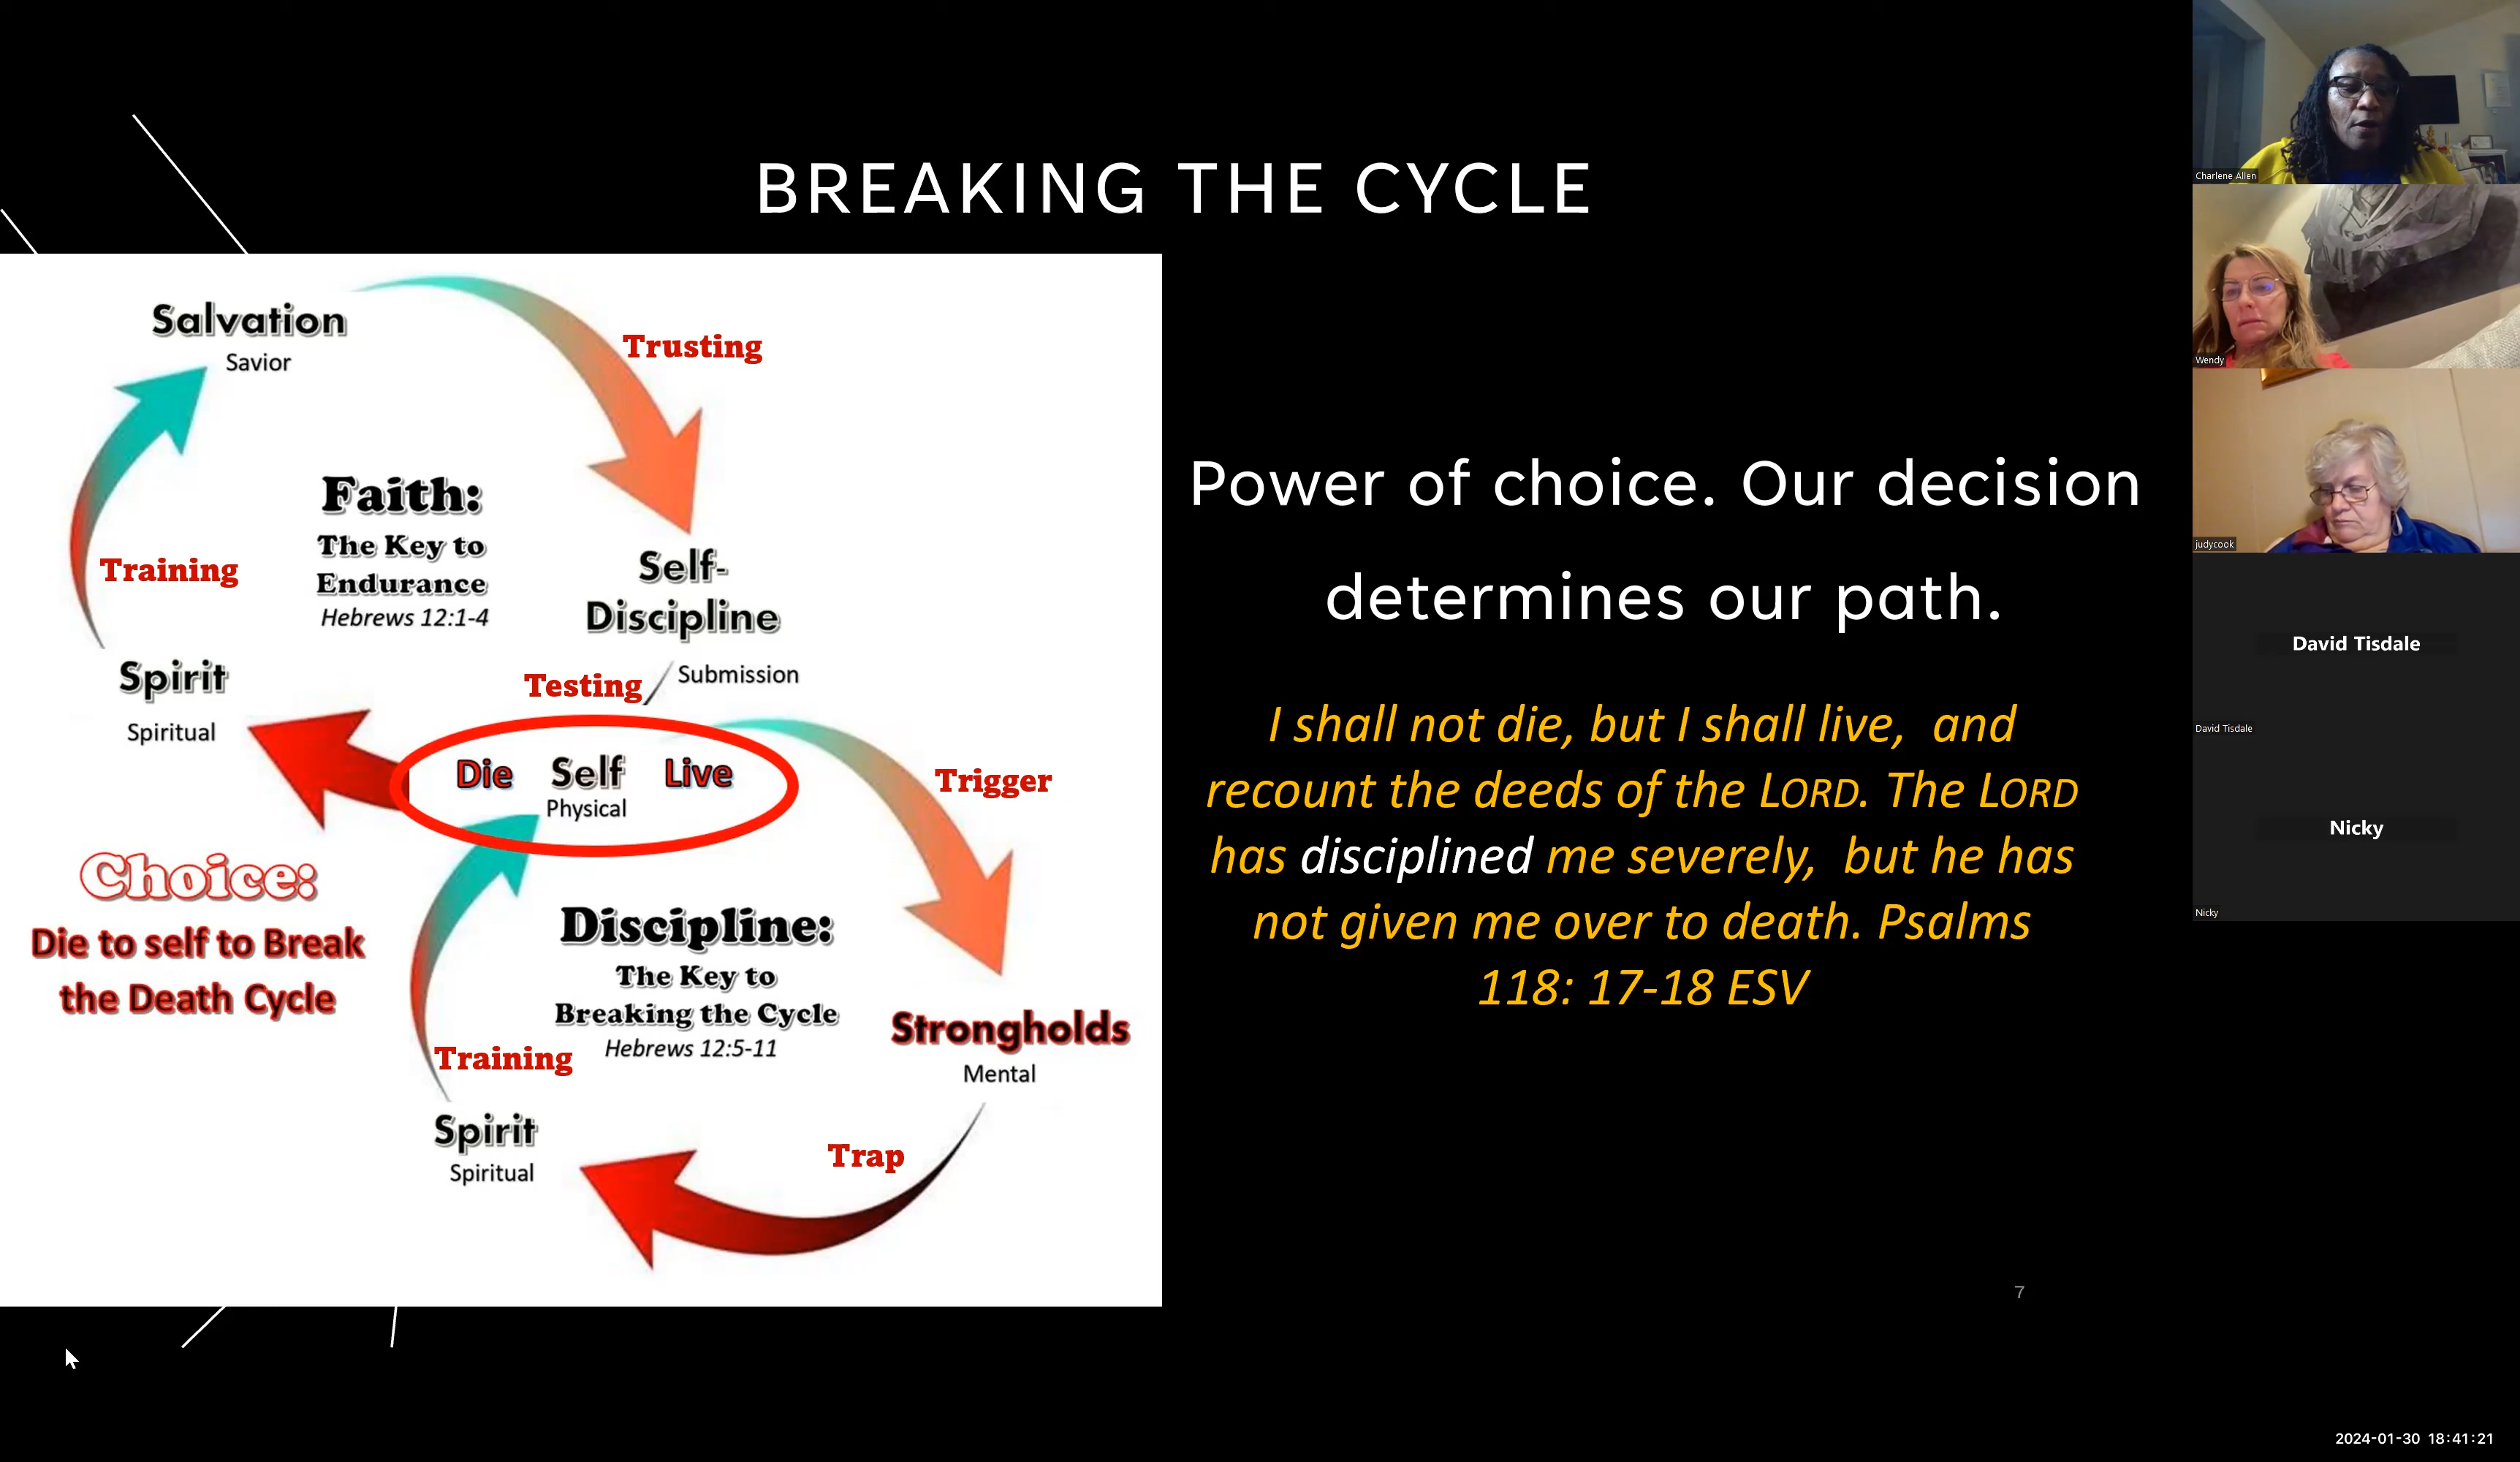 BREAKING THE CYCLE
Salvation
Savior
Trusting
Faith:
The Key to
Endurance
Hebrews 12:1-4
Training
Self-
Discipline
Submission
Testing
Spirit
Spiritual
Die Self Live
Physical
Trigger
Choice:
Die to self to Break
the Death Cycle
Discipline:
The Key to
Breaking the Cycle
Hebrews 12:5-11
Strongholds
Mental
Training
Spirit
Spiritual
Trap
Power of choice. Our decision
determines our path.
I shall not die, but I shall live, and
recount the deeds of the LORD. The LORD
has disciplined me severely, but he has
not given me over to death. Psalms
118: 17-18 ESV
7
Charlene Allen
Wendy
judycook
David Tisdale
David Tisdale
Nicky
Nicky
2024-01-30 18:41:21